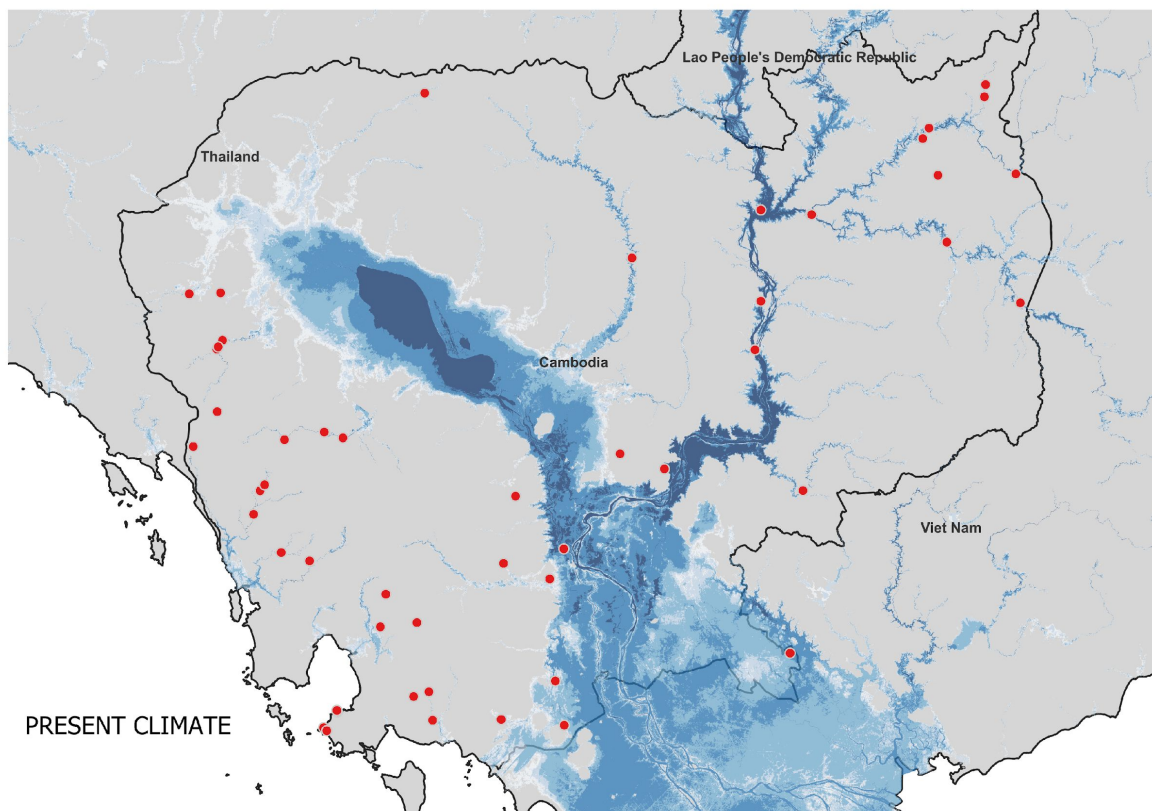 Lao People's Democratic Republic
Thailand
Cambodia
Viet Nam
PRESENT CLIMATE